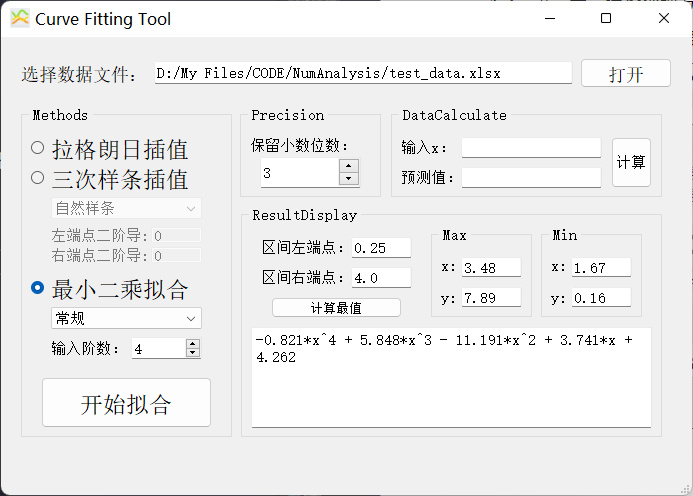 Curve Fitting Tool
选择数据文件： D:/My Files/CODE/NumAnalysis/test_data.xlsx 打开
Methods
拉格朗日插值
三次样条插值
自然样条
左端点二阶导: 0
右端点二阶导: 0
最小二乘拟合
常规
输入阶数： 4
开始拟合
Precision
保留小数位数：
3
DataCalculate
输入x：
预测值：
计算
ResultDisplay
区间左端点： 0.25
区间右端点： 4.0
计算最值
Max
x: 3.48
y: 7.89
Min
x: 1.67
y: 0.16
-0.821*x^4 + 5.848*x^3 - 11.191*x^2 + 3.741*x +
4.262